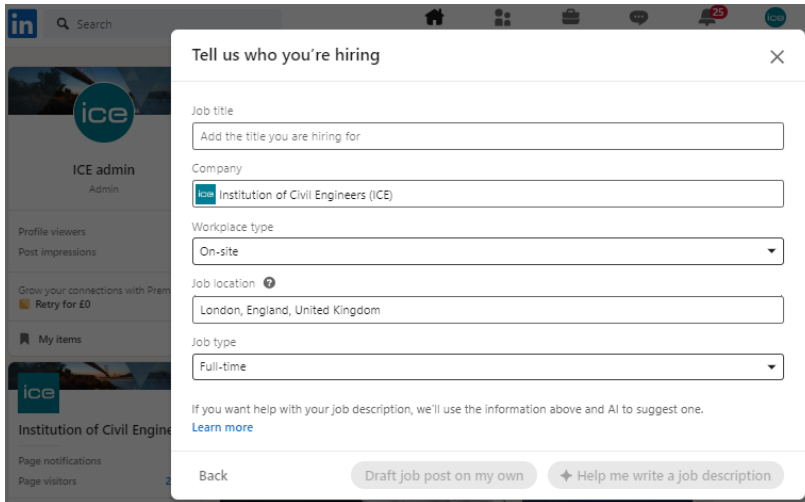 in
Search
25
ice
Tell us who you're hiring
Job title
Add the title you are hiring for
Company
ice Institution of Civil Engineers (ICE)
Workplace type
On-site
Job location ?
London, England, United Kingdom
Job type
Full-time
If you want help with your job description, we'll use the information above and AI to suggest one.
Learn more
Back
Draft job post on my own
Help me write a job description
ice
ICE admin
Admin
Profile viewers
Post impressions
Grow your connections with Prem
Retry for £0
My items
ice
Institution of Civil Engine
Page notifications
Page visitors 2